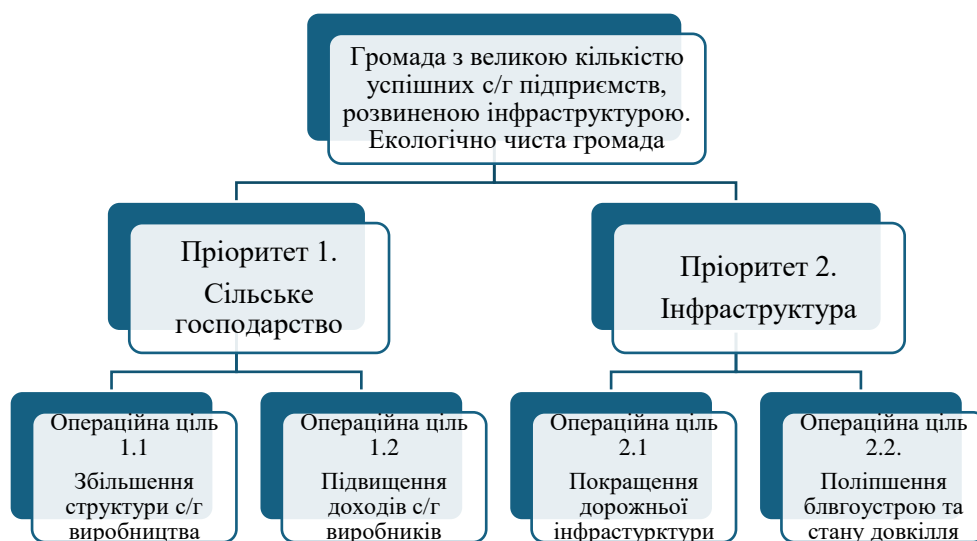 Громада з великою кількістю
успішних с/г підприємств,
розвиненою інфраструктурою.
Екологічно чиста громада
Пріоритет 1.
Сільське
господарство
Пріоритет 2.
Інфраструктура
Операційна ціль
1.1
Збільшення
структури с/г
виробництва
Операційна ціль
1.2
Підвищення
доходів с/г
виробників
Операційна ціль
2.1
Покращення
дорожньої
інфрастурктури
Операційна ціль
2.2.
Поліпшення
блвгоустрою та
стану довкілля